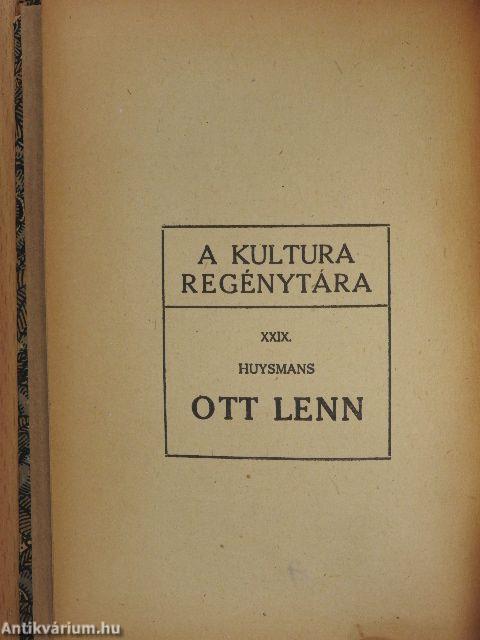 A KULTURA
REGÉNYTÁRA
XXIX.
HUYSMANS
OTT LENN
Antikvárium.hu